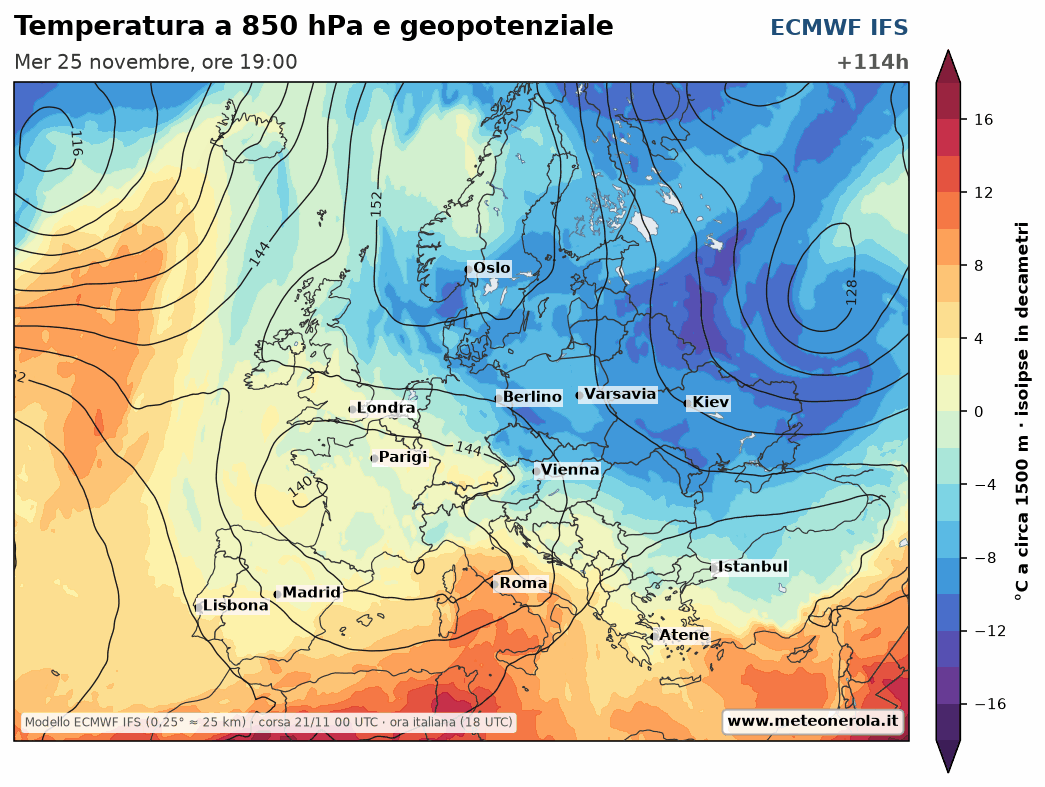 Temperatura a 850 hPa e geopotenziale
ECMWF IFS
Mer 25 novembre, ore 19:00
+114h
116
152
144
128
52
Oslo
Berlino
Varsavia
Kiev
Londra
144
Parigi
Vienna
140
Istanbul
Roma
Madrid
Lisbona
Atene
Modello ECMWF IFS (0,25° ≈ 25 km) · corsa 21/11 00 UTC · ora italiana (18 UTC)
www.meteonerola.it
16
12
8
4
0
−4
−8
−12
−16
°C a circa 1500 m · isoipse in decametri